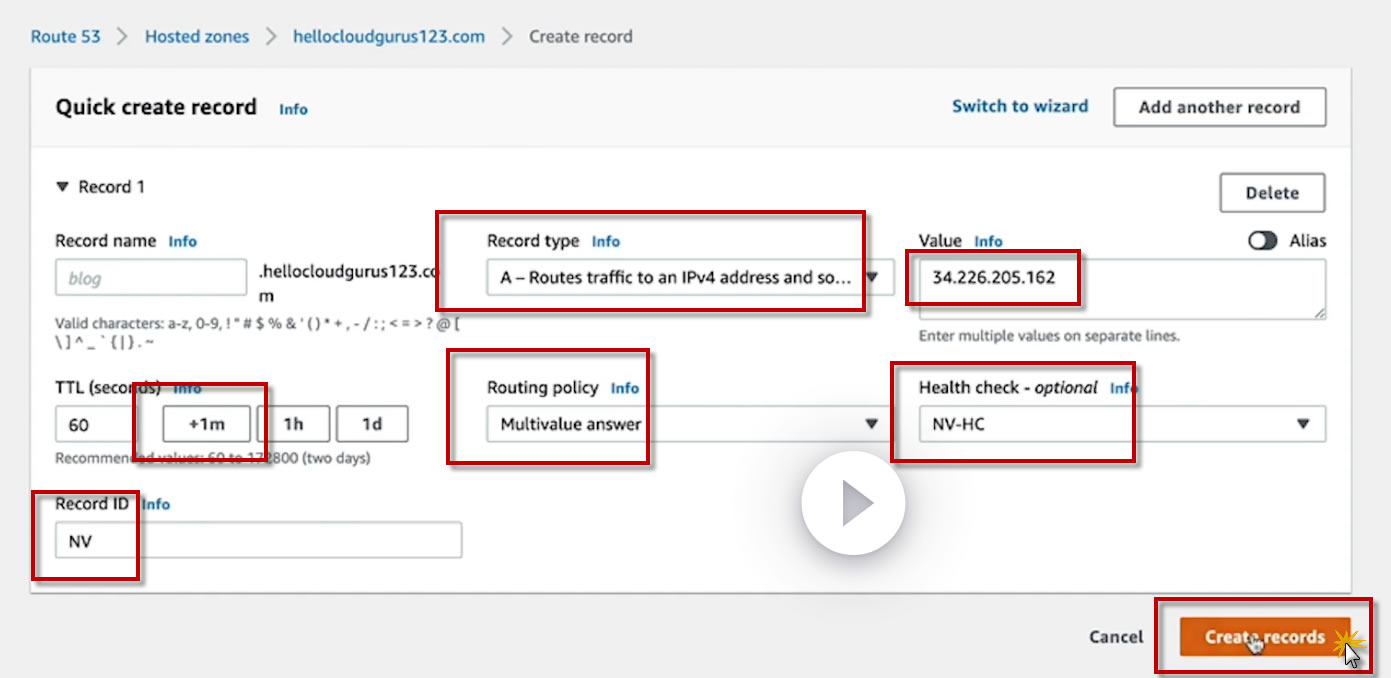 Route 53 > Hosted zones > hellocloudgurus123.com > Create record
Quick create record Info
Switch to wizard
Add another record
▼ Record 1
Delete
Record name Info
blog
.hellocloudgurus123.co
m
Valid characters: a-z, 0-9, ! " # $ % & ' ( ) * + , - / : ; < = > ? @ [
\ ] ^ _ ` { | } . ~
Record type Info
A – Routes traffic to an IPv4 address and so...
Value Info
Alias
34.226.205.162
Enter multiple values on separate lines.
TTL (seconds) Info
60
+1m
1h
1d
Recommended values: 60 to 172800 (two days)
Routing policy Info
Multivalue answer
Health check - optional Info
NV-HC
Record ID Info
NV
Cancel
Create records